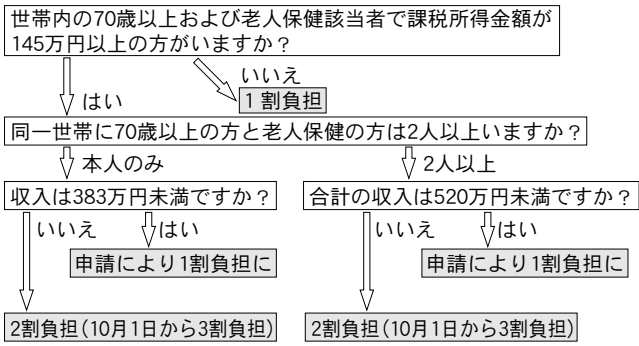 世帯内の70歳以上および老人保健該当者で課税所得金額が
145万円以上の方がいますか？
いいえ
はい
1割負担
同一世帯に70歳以上の方と老人保健の方は2人以上いますか？
本人のみ
2人以上
収入は383万円未満ですか？
合計の収入は520万円未満ですか？
いいえ
はい
いいえ
はい
申請により1割負担に
申請により1割負担に
2割負担（10月1日から3割負担）
2割負担（10月1日から3割負担）